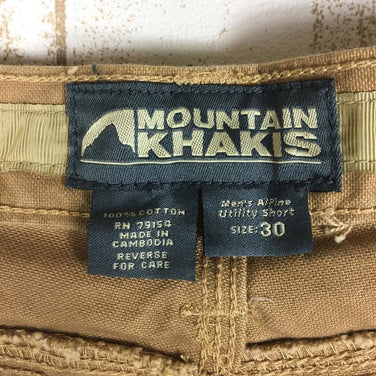 MOUNTAIN
KHAKIS
100% COTTON
RN 79154
MADE IN
CAMBODIA
REVERSE
FOR CARE
Men's Alpine
Utility Short
SIZE: 30